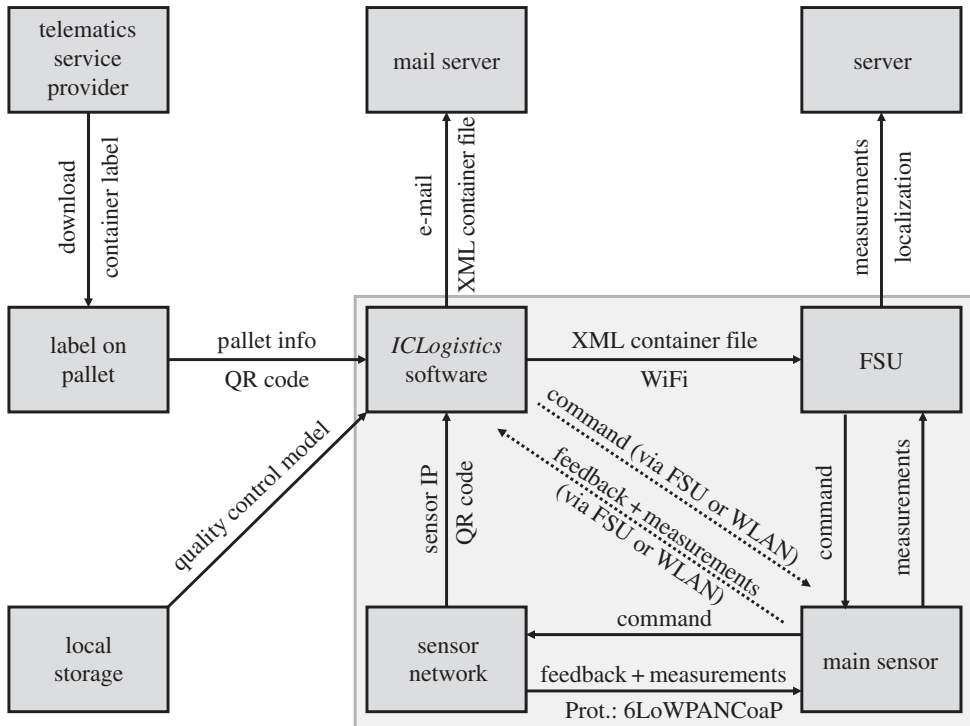 telematics
service
provider
mail server
server
download
container label
e-mail
XML container file
measurements
localization
label on
pallet
pallet info
QR code
ICLogistics
software
XML container file
WiFi
FSU
quality control model
sensor IP
QR code
command (via FSU or WLAN)
feedback + measurements
(via FSU or WLAN)
command
measurements
local
storage
sensor
network
command
feedback + measurements
Prot.: 6LoWPANCoaP
main sensor